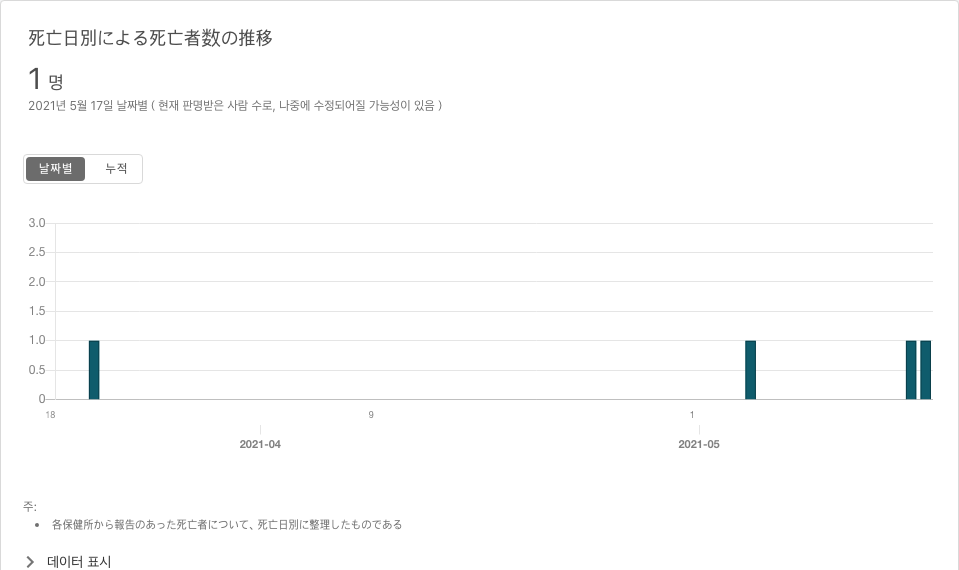 死亡日別による死亡者数の推移
1 명
2021년 5월 17일 날짜별 ( 현재 판명받은 사람 수로, 나중에 수정되어질 가능성이 있음 )
날짜별 누적
3.0
2.5
2.0
1.5
1.0
0.5
0
18 9 1
2021-04 2021-05
주:
• 各保健所から報告のあった死亡者について、死亡日別に整理したものである
데이터 표시